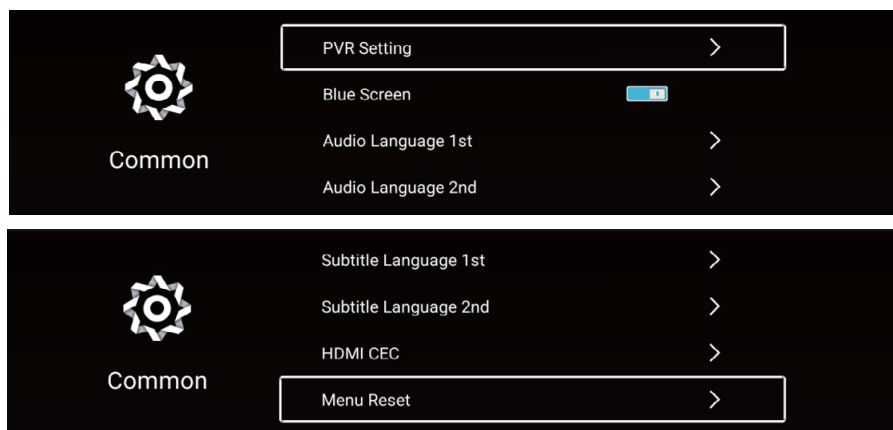 PVR Setting
Blue Screen
Audio Language 1st
Common
Audio Language 2nd
Subtitle Language 1st
Subtitle Language 2nd
HDMI CEC
Common
Menu Reset